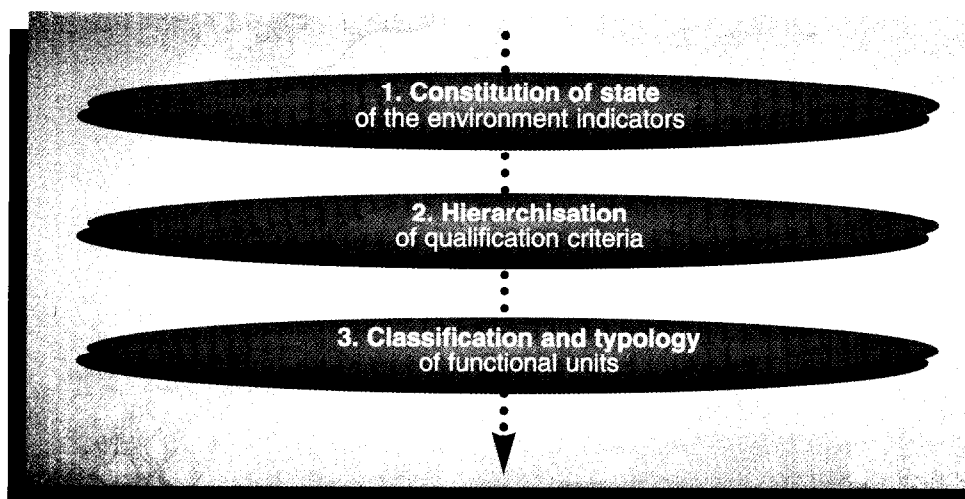 1. Constitution of state
of the environment indicators
2. Hierarchisation
of qualification criteria
3. Classification and typology
of functional units